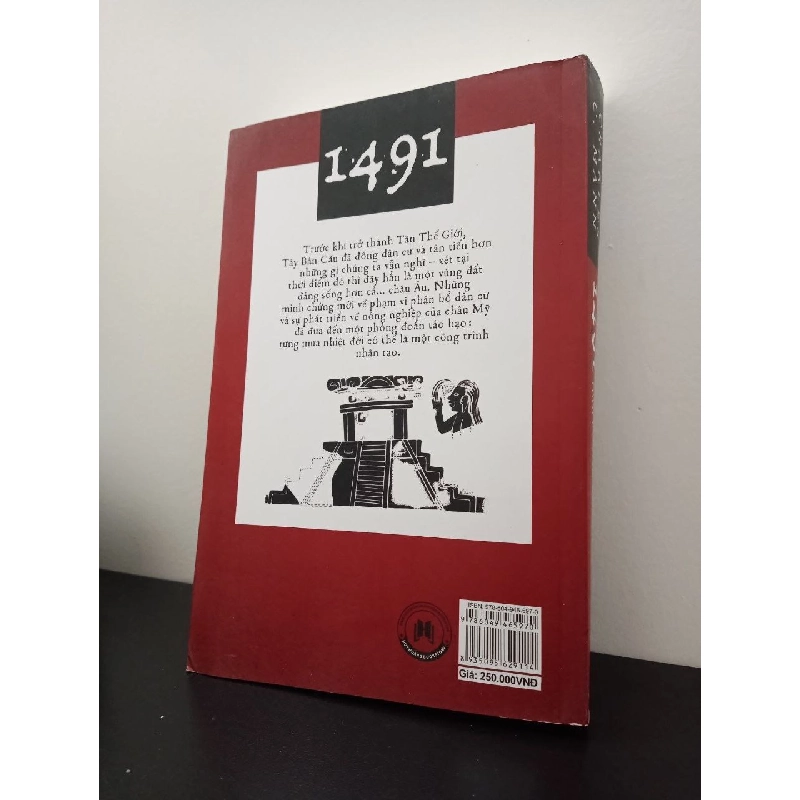 1491
Trước khi trở thành Tân Thế Giới,
Tây Bán Cầu đã đông dân cư và tân tiến hơn
những gì chúng ta vẫn nghĩ – xét tại
thời điểm đó thì đây hẳn là một vùng đất
đáng sống hơn cả... châu Âu. Những
minh chứng mới về phạm vi phân bố dân cư
và sự phát triển về nông nghiệp của châu Mỹ
đã đưa đến một phỏng đoán táo bạo:
rừng mưa nhiệt đới có thể là một công trình
nhân tạo.
Giá: 250.000VNĐ